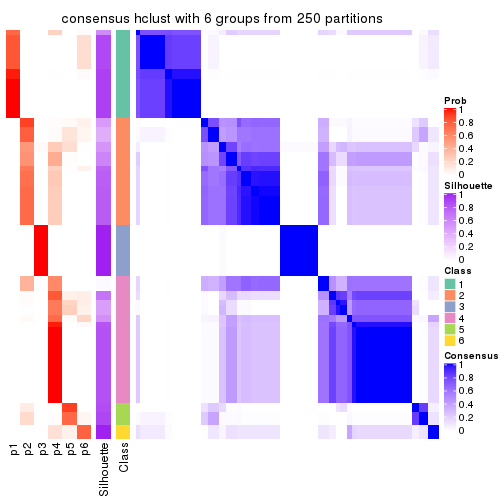 consensus hclust with 6 groups from 250 partitions
Prob
1
0.8
0.6
0.4
0.2
0
Silhouette
1
0.8
0.6
0.4
0.2
0
Class
1
2
3
4
5
6
Consensus
1
0.8
0.6
0.4
0.2
0
p1
p2
p3
p4
p5
p6
Silhouette
Class